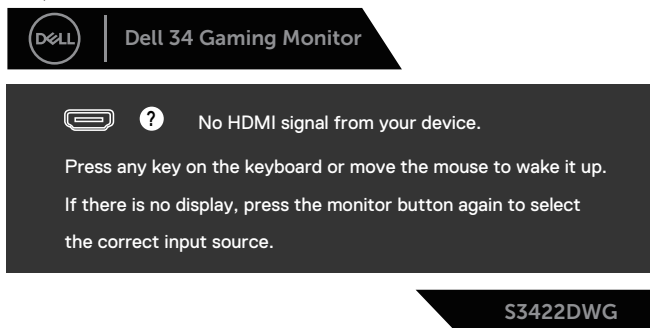 DELL
Dell 34 Gaming Monitor
? No HDMI signal from your device.
Press any key on the keyboard or move the mouse to wake it up.
If there is no display, press the monitor button again to select
the correct input source.
S3422DWG